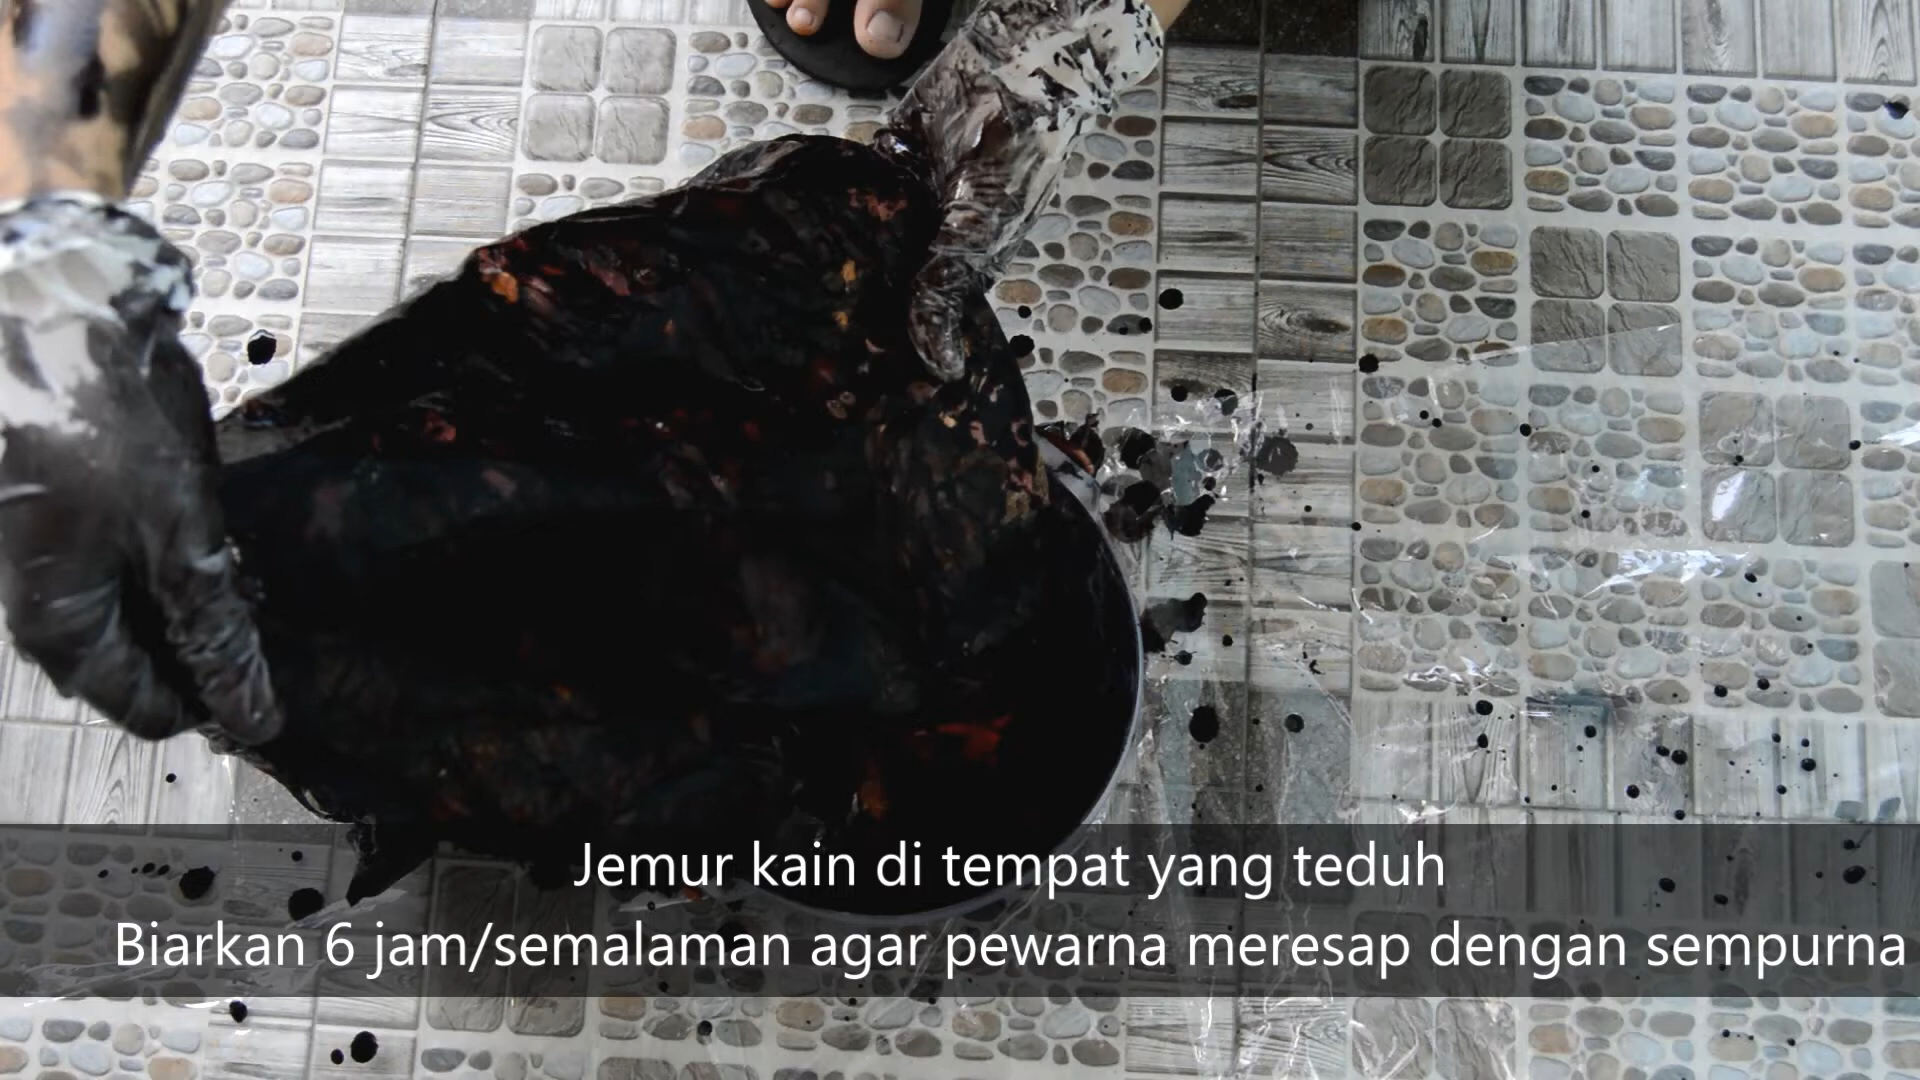 Jemur kain di tempat yang teduh
Biarkan 6 jam/semalaman agar pewarna meresap dengan sempurna